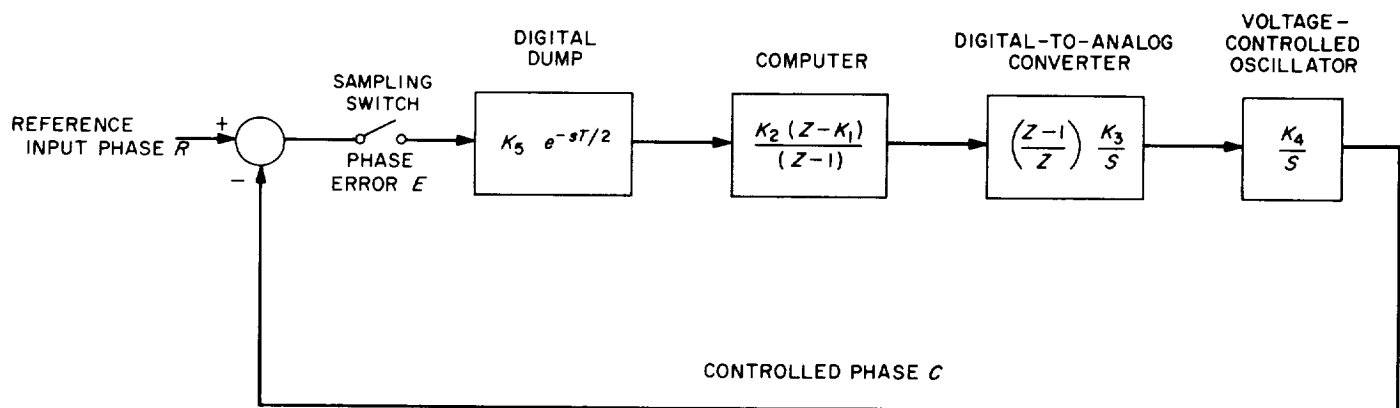 REFERENCE
INPUT PHASE R
+
−
SAMPLING
SWITCH
PHASE
ERROR E
DIGITAL
DUMP
K₅ e^{−sT/2}
COMPUTER
K₂ (Z−K₁)
(Z−1)
DIGITAL-TO-ANALOG
CONVERTER
(Z−1 / Z) K₃ / S
VOLTAGE-
CONTROLLED
OSCILLATOR
K₄
S
CONTROLLED PHASE C